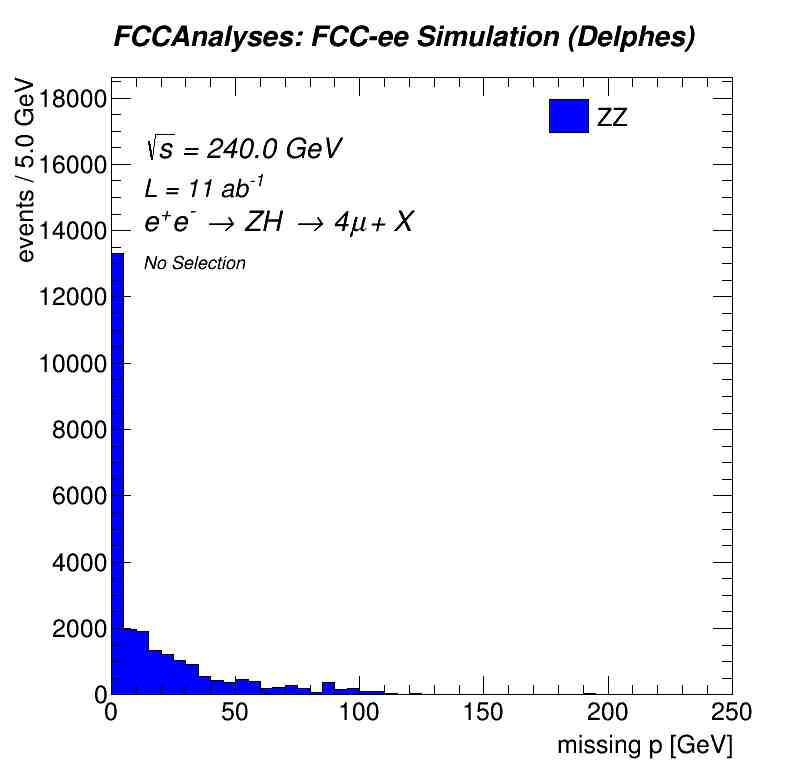 FCCAnalyses: FCC-ee Simulation (Delphes)
events / 5.0 GeV
18000
16000
14000
12000
10000
8000
6000
4000
2000
0
ZZ
√s = 240.0 GeV
L = 11 ab⁻¹
e⁺e⁻ → ZH → 4μ + X
No Selection
0 50 100 150 200 250
missing p [GeV]